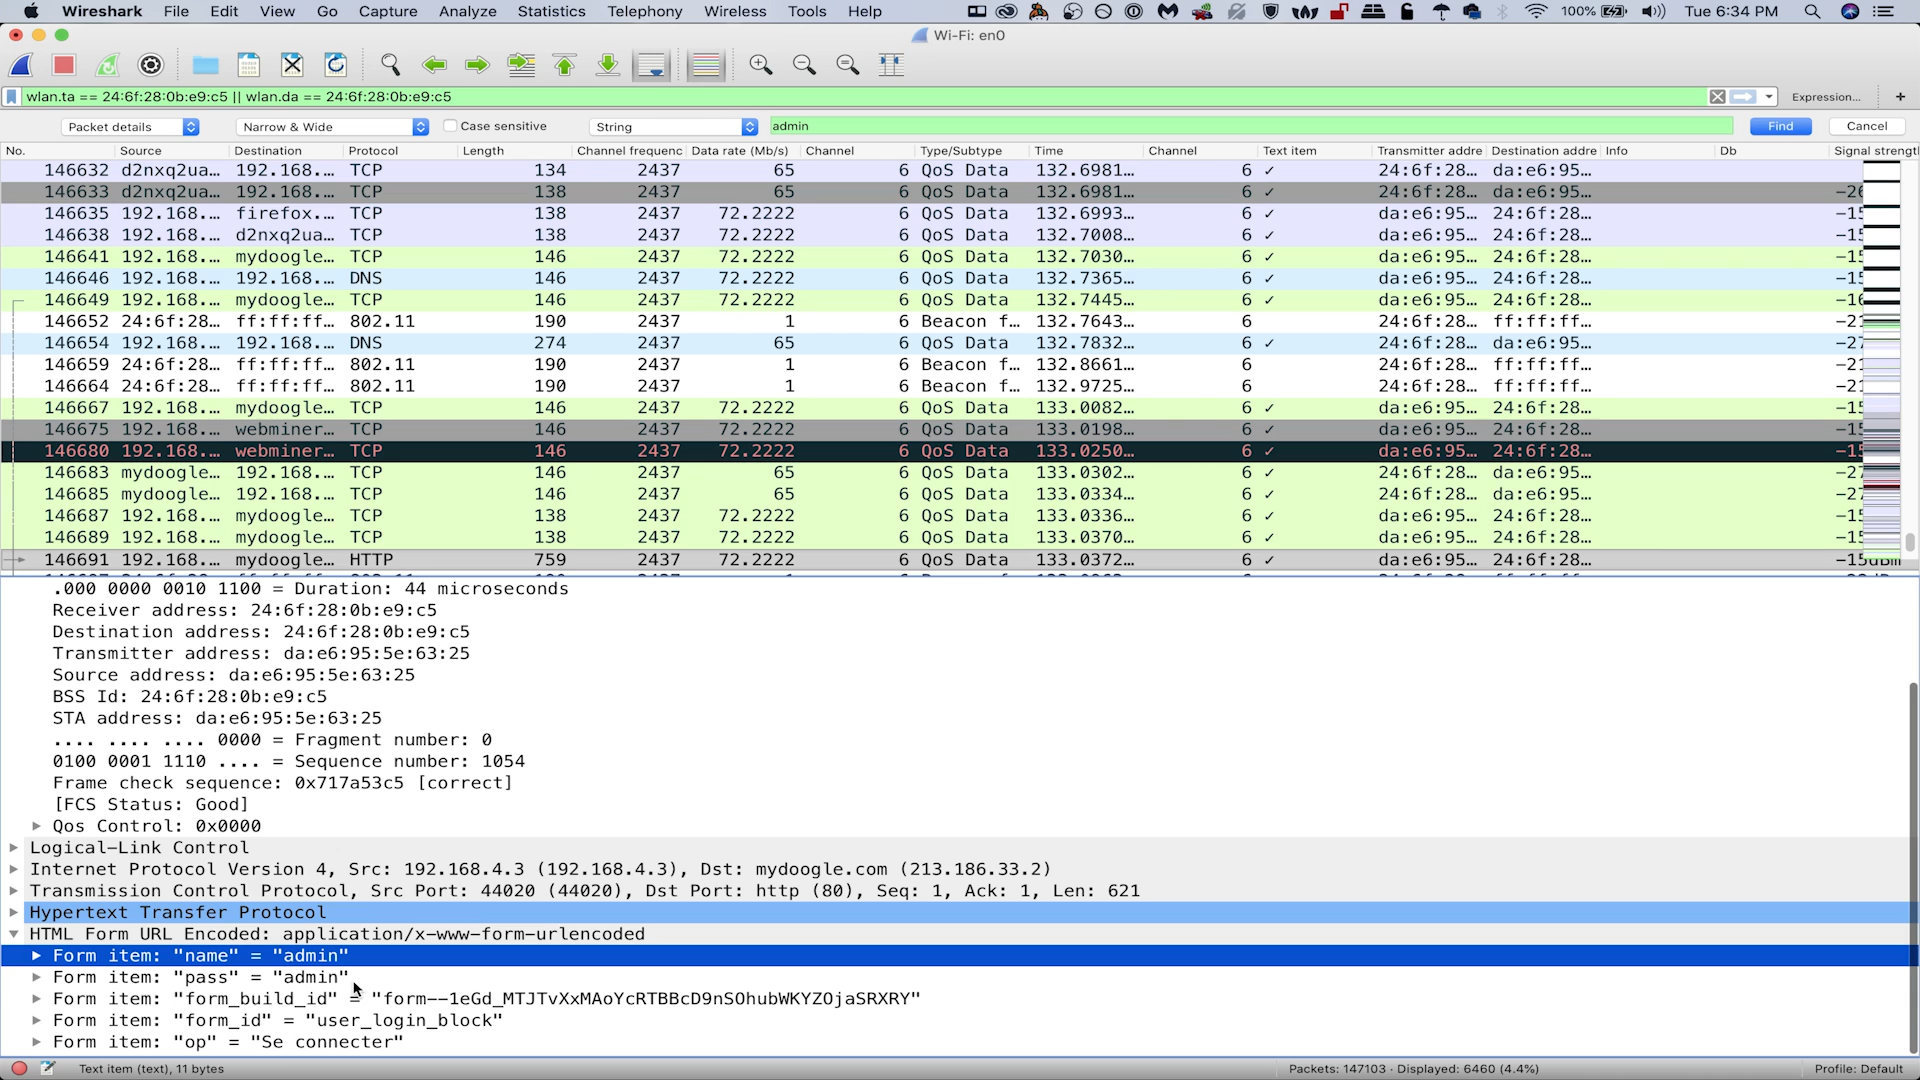 Wireshark File Edit View Go Capture Analyze Statistics Telephony Wireless Tools Help 100% Tue 6:34 PM
Wi-Fi: en0
wlan.ta == 24:6f:28:0b:e9:c5 || wlan.da == 24:6f:28:0b:e9:c5 Expression… +
Packet details Narrow & Wide Case sensitive String admin Find Cancel
No. Source Destination Protocol Length Channel frequenc Data rate (Mb/s) Channel Type/Subtype Time Channel Text item Transmitter addre Destination addre Info Db Signal strengtl
146632 d2nxq2ua… 192.168.… TCP 134 2437 65 6 QoS Data 132.6981… 6 ✓ 24:6f:28… da:e6:95…
146633 d2nxq2ua… 192.168.… TCP 138 2437 65 6 QoS Data 132.6981… 6 ✓ 24:6f:28… da:e6:95…
146635 192.168.… firefox.… TCP 138 2437 72.2222 6 QoS Data 132.6993… 6 ✓ da:e6:95… 24:6f:28… -15
146638 192.168.… d2nxq2ua… TCP 138 2437 72.2222 6 QoS Data 132.7008… 6 ✓ da:e6:95… 24:6f:28… -15
146641 192.168.… mydoogle… TCP 146 2437 72.2222 6 QoS Data 132.7030… 6 ✓ da:e6:95… 24:6f:28… -15
146646 192.168.… 192.168.… DNS 146 2437 72.2222 6 QoS Data 132.7365… 6 ✓ da:e6:95… 24:6f:28… -15
146649 192.168.… mydoogle… TCP 146 2437 72.2222 6 QoS Data 132.7445… 6 ✓ da:e6:95… 24:6f:28… -16
146652 24:6f:28… ff:ff:ff… 802.11 190 2437 1 6 Beacon f… 132.7643… 6 24:6f:28… ff:ff:ff… -21
146654 192.168.… 192.168.… DNS 274 2437 65 6 QoS Data 132.7832… 6 ✓ 24:6f:28… da:e6:95… -27
146659 24:6f:28… ff:ff:ff… 802.11 190 2437 1 6 Beacon f… 132.8661… 6 24:6f:28… ff:ff:ff… -21
146664 24:6f:28… ff:ff:ff… 802.11 190 2437 1 6 Beacon f… 132.9725… 6 24:6f:28… ff:ff:ff… -21
146667 192.168.… mydoogle… TCP 146 2437 72.2222 6 QoS Data 133.0082… 6 ✓ da:e6:95… 24:6f:28… -15
146675 192.168.… webminer… TCP 146 2437 72.2222 6 QoS Data 133.0198… 6 ✓ da:e6:95… 24:6f:28… -15
146680 192.168.… webminer… TCP 146 2437 72.2222 6 QoS Data 133.0250… 6 ✓ da:e6:95… 24:6f:28… -15
146683 mydoogle… 192.168.… TCP 146 2437 65 6 QoS Data 133.0302… 6 ✓ 24:6f:28… da:e6:95… -27
146685 mydoogle… 192.168.… TCP 146 2437 65 6 QoS Data 133.0334… 6 ✓ 24:6f:28… da:e6:95… -27
146687 192.168.… mydoogle… TCP 138 2437 72.2222 6 QoS Data 133.0336… 6 ✓ da:e6:95… 24:6f:28… -15
146689 192.168.… mydoogle… TCP 138 2437 72.2222 6 QoS Data 133.0370… 6 ✓ da:e6:95… 24:6f:28… -15
146691 192.168.… mydoogle… HTTP 759 2437 72.2222 6 QoS Data 133.0372… 6 ✓ da:e6:95… 24:6f:28… -15dBm
.000 0000 0010 1100 = Duration: 44 microseconds
Receiver address: 24:6f:28:0b:e9:c5
Destination address: 24:6f:28:0b:e9:c5
Transmitter address: da:e6:95:5e:63:25
Source address: da:e6:95:5e:63:25
BSS Id: 24:6f:28:0b:e9:c5
STA address: da:e6:95:5e:63:25
.... .... .... 0000 = Fragment number: 0
0100 0001 1110 .... = Sequence number: 1054
Frame check sequence: 0x717a53c5 [correct]
[FCS Status: Good]
Qos Control: 0x0000
Logical-Link Control
Internet Protocol Version 4, Src: 192.168.4.3 (192.168.4.3), Dst: mydoogle.com (213.186.33.2)
Transmission Control Protocol, Src Port: 44020 (44020), Dst Port: http (80), Seq: 1, Ack: 1, Len: 621
Hypertext Transfer Protocol
HTML Form URL Encoded: application/x-www-form-urlencoded
Form item: "name" = "admin"
Form item: "pass" = "admin"
Form item: "form_build_id" = "form--1eGd_MTJTvXxMAoYcRTBBcD9nSOhubWKYZOjaSRXRY"
Form item: "form_id" = "user_login_block"
Form item: "op" = "Se connecter"
Text item (text), 11 bytes Packets: 147103 · Displayed: 6460 (4.4%) Profile: Default